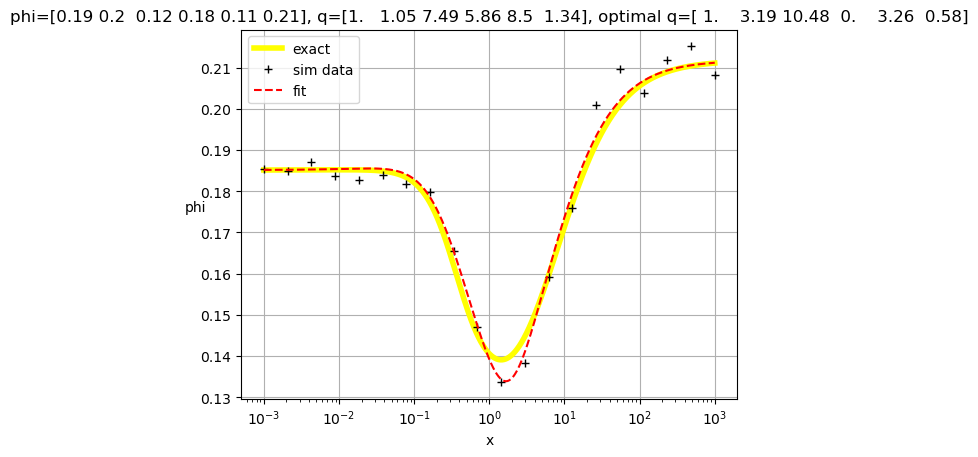 phi=[0.19 0.2  0.12 0.18 0.11 0.21], q=[1.   1.05 7.49 5.86 8.5  1.34], optimal q=[ 1.    3.19 10.48  0.    3.26  0.58]
exact
sim data
fit
0.21
0.20
0.19
0.18
0.17
phi
0.16
0.15
0.14
0.13
10⁻³ 10⁻² 10⁻¹ 10⁰ 10¹ 10² 10³
x